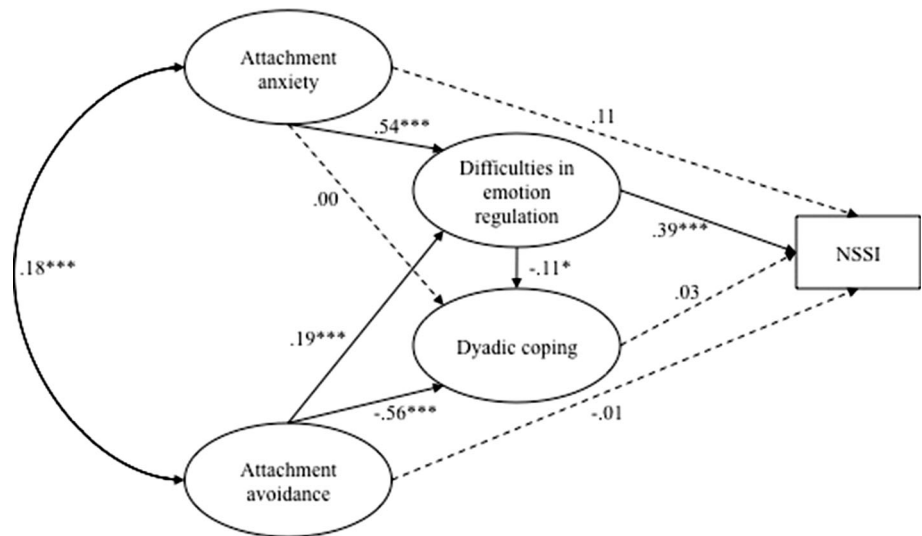 Attachment
anxiety
.11
.54***
Difficulties in
emotion
regulation
.00
.39***
NSSI
.18***
-.11*
.03
.19***
Dyadic coping
-.56***
-.01
Attachment
avoidance